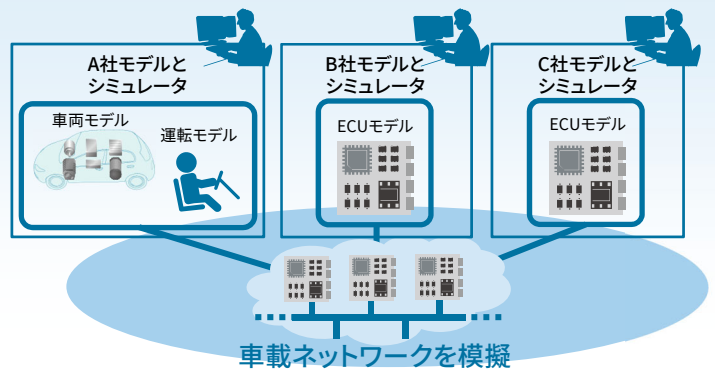 A社モデルと
シミュレータ
車両モデル
運転モデル
B社モデルと
シミュレータ
ECUモデル
C社モデルと
シミュレータ
ECUモデル
車載ネットワークを模擬